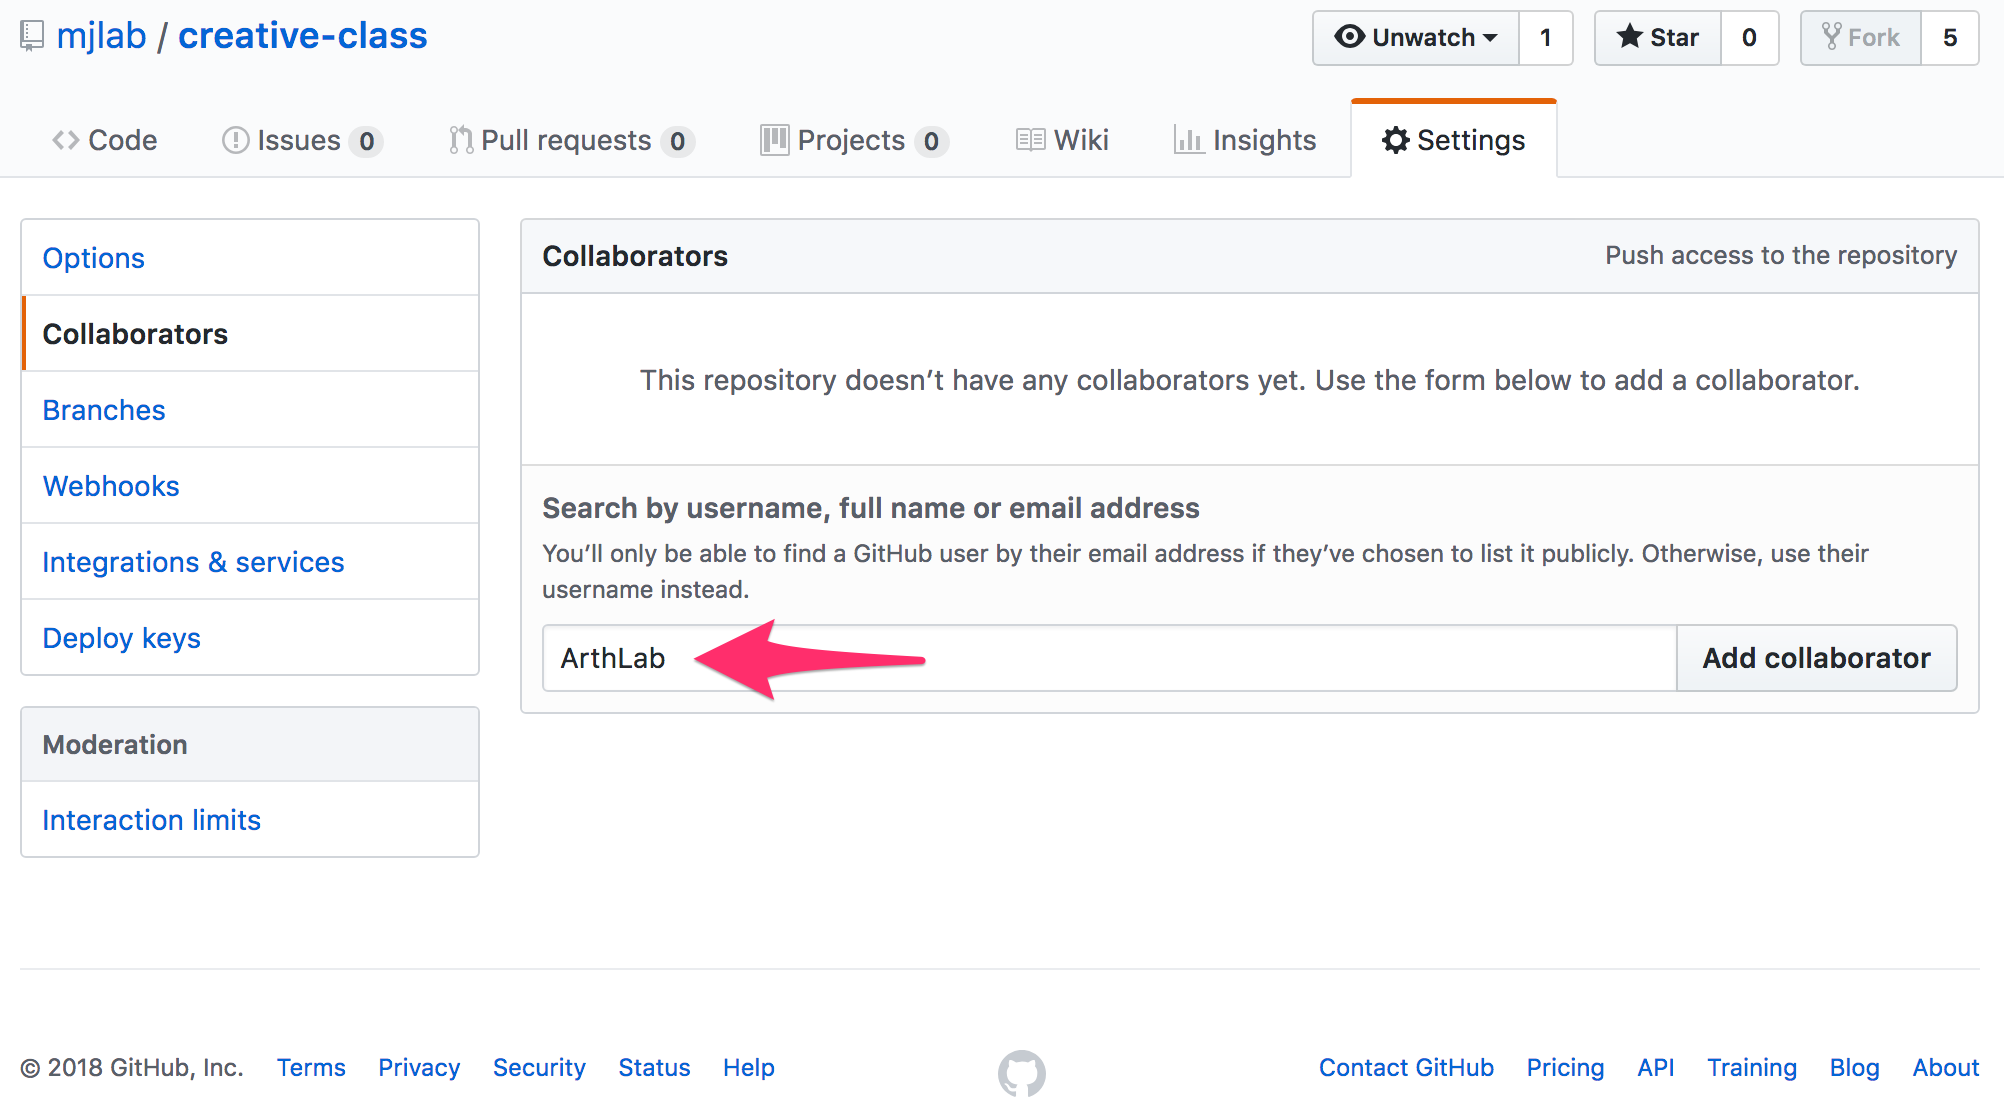 mjlab / creative-class
Unwatch 1
Star 0
Fork 5
Code
Issues 0
Pull requests 0
Projects 0
Wiki
Insights
Settings
Options
Collaborators
Branches
Webhooks
Integrations & services
Deploy keys
Moderation
Interaction limits
Collaborators
Push access to the repository
This repository doesn’t have any collaborators yet. Use the form below to add a collaborator.
Search by username, full name or email address
You’ll only be able to find a GitHub user by their email address if they’ve chosen to list it publicly. Otherwise, use their
username instead.
ArthLab
Add collaborator
© 2018 GitHub, Inc. Terms Privacy Security Status Help
Contact GitHub Pricing API Training Blog About